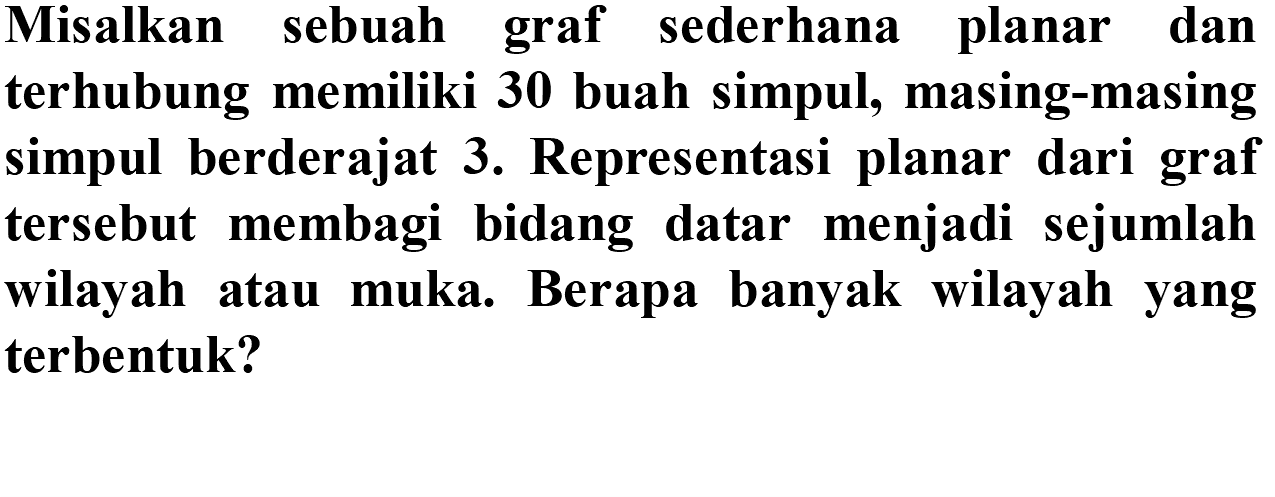 Misalkan sebuah graf sederhana planar dan
terhubung memiliki 30 buah simpul, masing-masing
simpul berderajat 3. Representasi planar dari graf
tersebut membagi bidang datar menjadi sejumlah
wilayah atau muka. Berapa banyak wilayah yang
terbentuk?